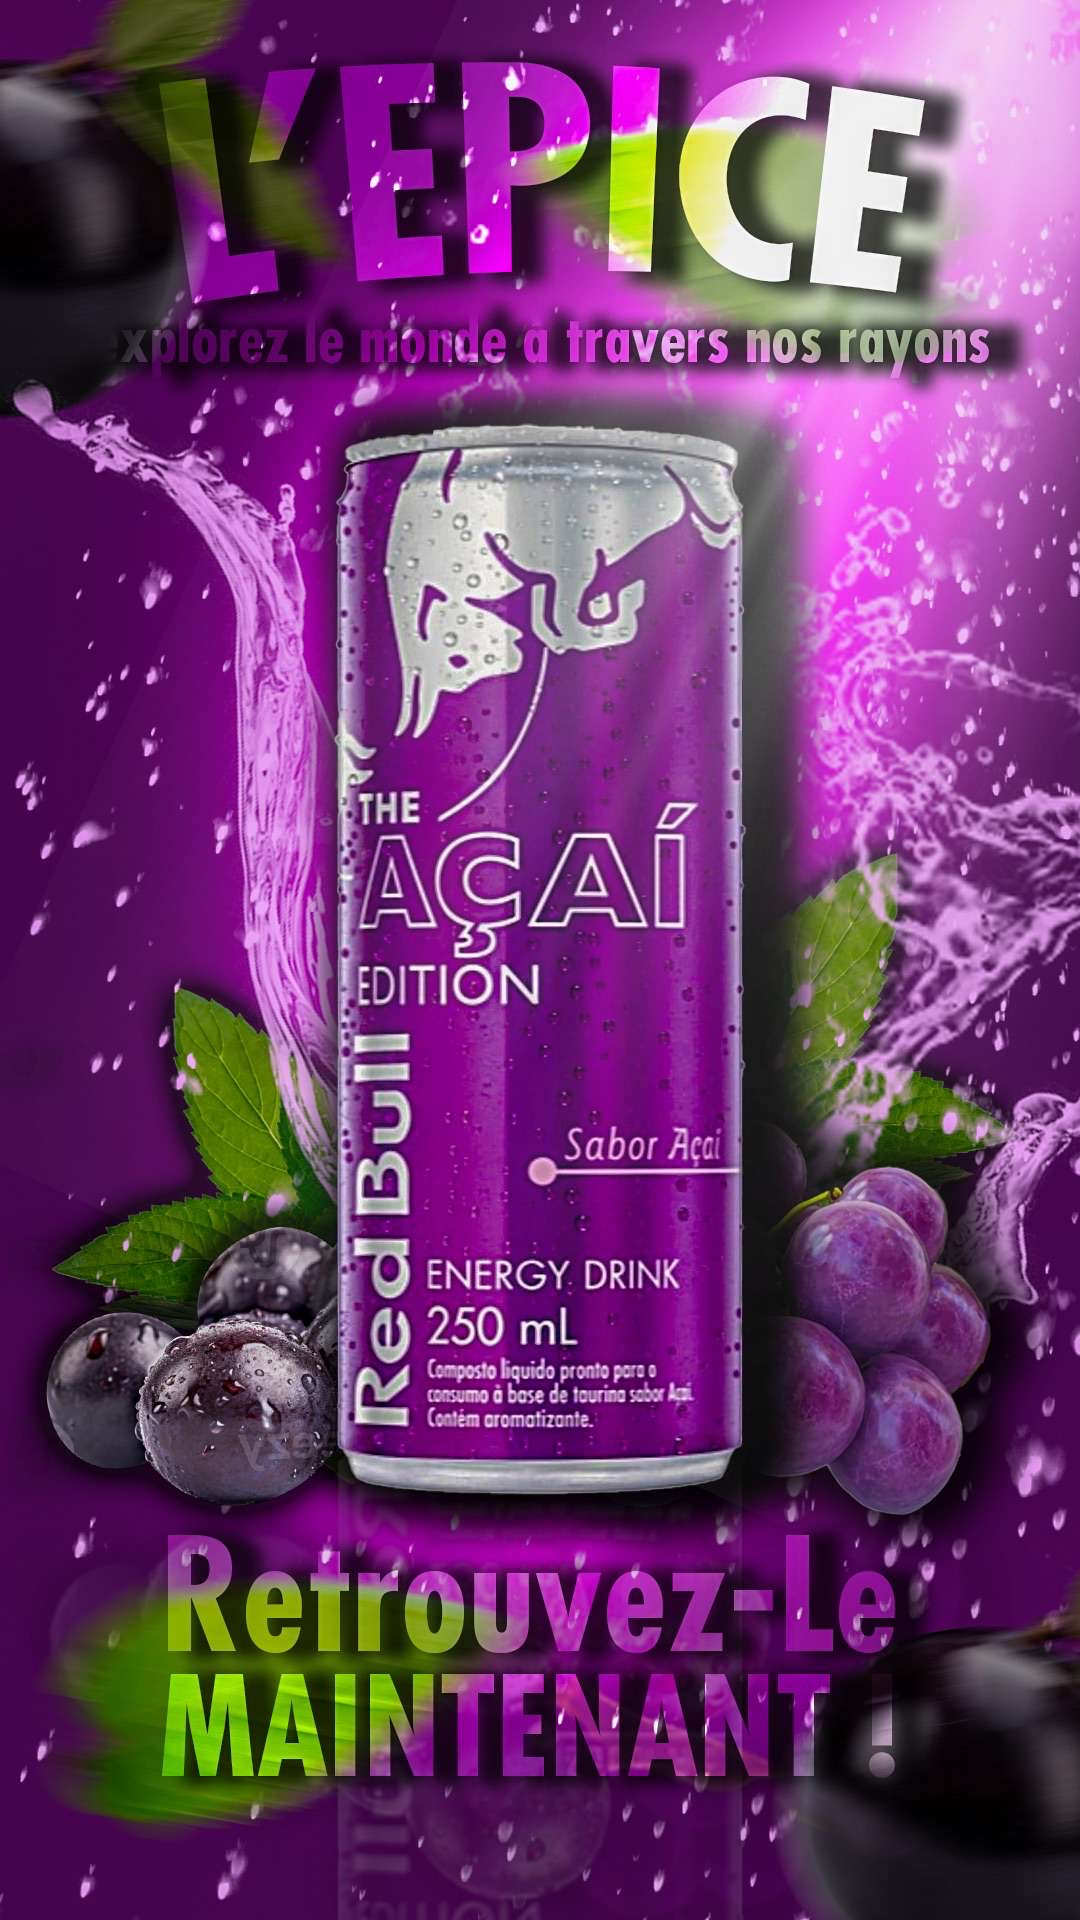 L'EPICE
explorez le monde a travers nos rayons
THE
AÇAÍ
EDITION
Red Bull
Sabor Açaí
ENERGY DRINK
250 mL
Composto líquido pronto para o
consumo à base de taurina sabor Açaí.
Contém aromatizante.
Retrouvez-Le
MAINTENANT !